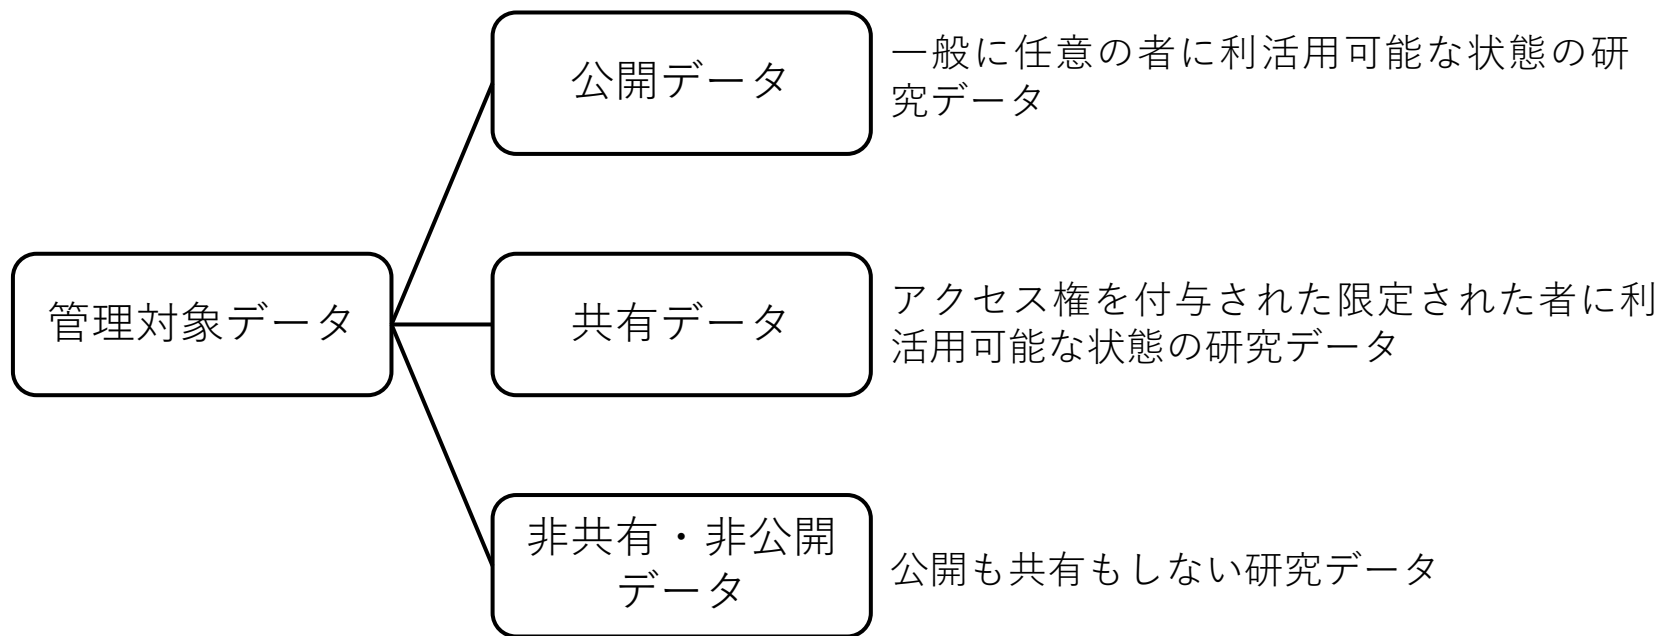 公開データ
一般に任意の者に利活用可能な状態の研
究データ
管理対象データ
共有データ
アクセス権を付与された限定された者に利
活用可能な状態の研究データ
非共有・非公開
データ
公開も共有もしない研究データ